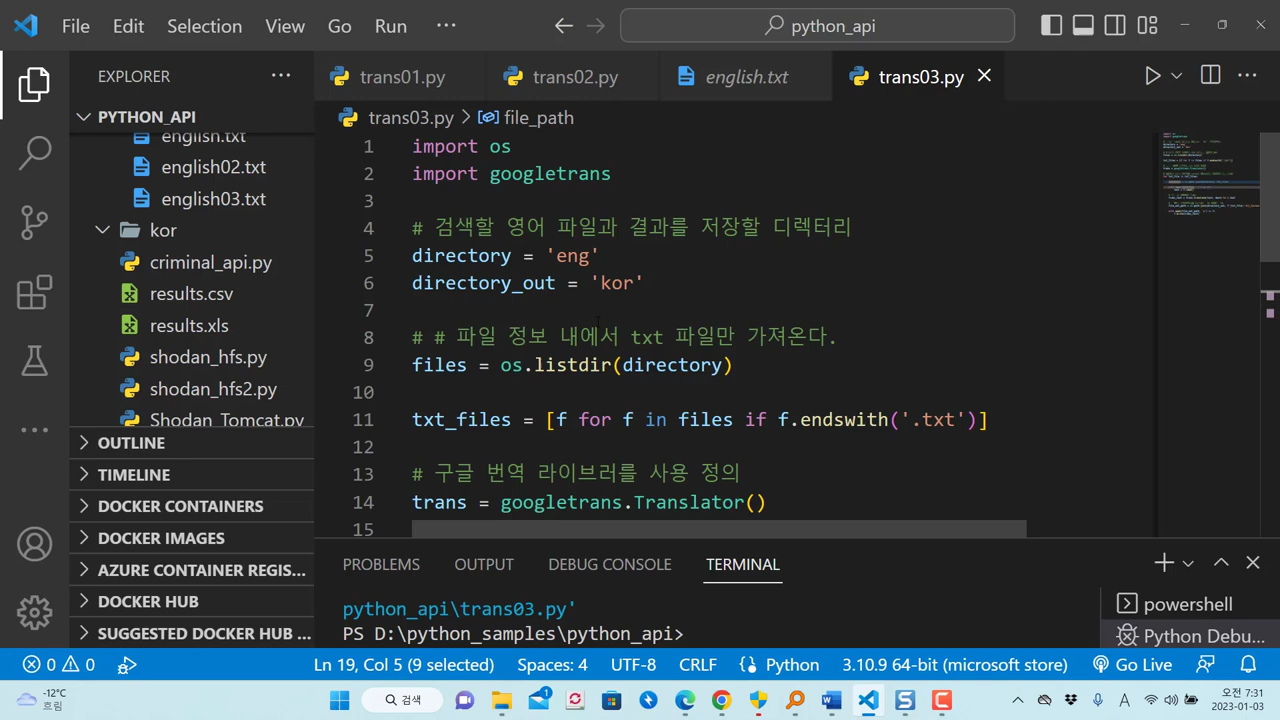 File Edit Selection View Go Run ··· python_api
EXPLORER ···
trans01.py trans02.py english.txt trans03.py
PYTHON_API
trans03.py > file_path
english.txt
english02.txt
english03.txt
kor
criminal_api.py
results.csv
results.xls
shodan_hfs.py
shodan_hfs2.py
Shodan_Tomcat.py
OUTLINE
TIMELINE
DOCKER CONTAINERS
DOCKER IMAGES
AZURE CONTAINER REGIS...
DOCKER HUB
SUGGESTED DOCKER HUB ...
1 import os
2 import googletrans
3
4 # 검색할 영어 파일과 결과를 저장할 디렉터리
5 directory = 'eng'
6 directory_out = 'kor'
7
8 # # 파일 정보 내에서 txt 파일만 가져온다.
9 files = os.listdir(directory)
10
11 txt_files = [f for f in files if f.endswith('.txt')]
12
13 # 구글 번역 라이브러를 사용 정의
14 trans = googletrans.Translator()
15
PROBLEMS OUTPUT DEBUG CONSOLE TERMINAL
python_api\trans03.py'
PS D:\python_samples\python_api>
powershell
Python Debu...
0 0 Ln 19, Col 5 (9 selected) Spaces: 4 UTF-8 CRLF Python 3.10.9 64-bit (microsoft store) Go Live
-12°C
흐림
검색
A
오전 7:31
2023-01-03